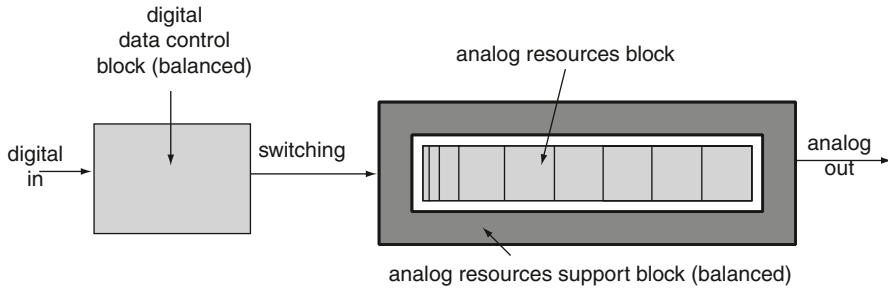 digital
data control
block (balanced)
analog resources block
digital
in
switching
analog
out
analog resources support block (balanced)